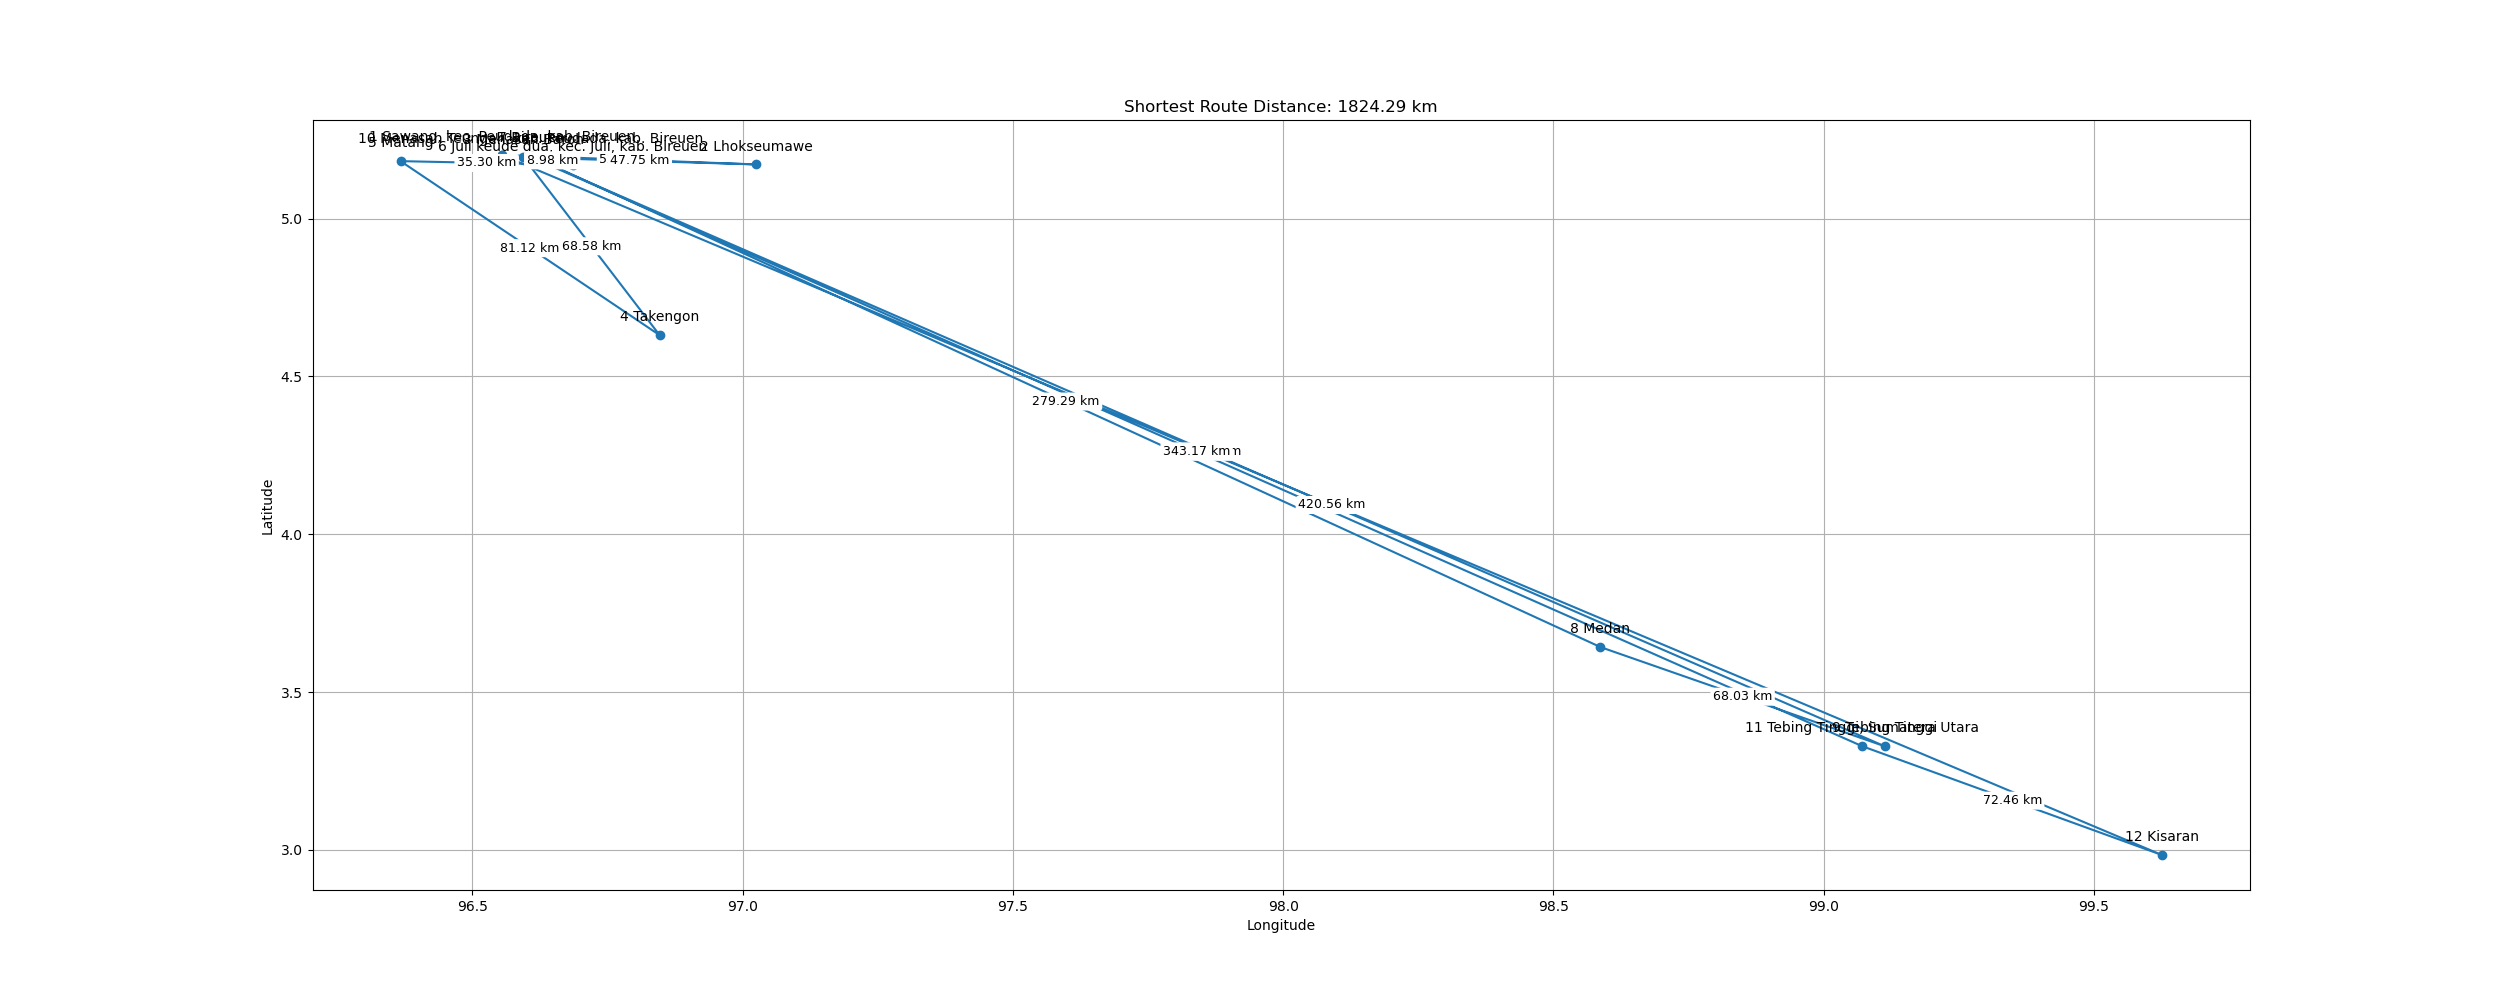 Shortest Route Distance: 1824.29 km
6 Juli keude dua. kec. Juli, kab. Bireuen
2 Lhokseumawe
35.30 km
8.98 km
5
47.75 km
5.0
81.12 km
68.58 km
4 Takengon
4.5
279.29 km
343.17 km
Latitude
420.56 km
4.0
8 Medan
3.5
68.03 km
11 Tebing
Utara
72.46 km
12 Kisaran
3.0
96.5
97.0
97.5
98.0
98.5
99.0
99.5
Longitude